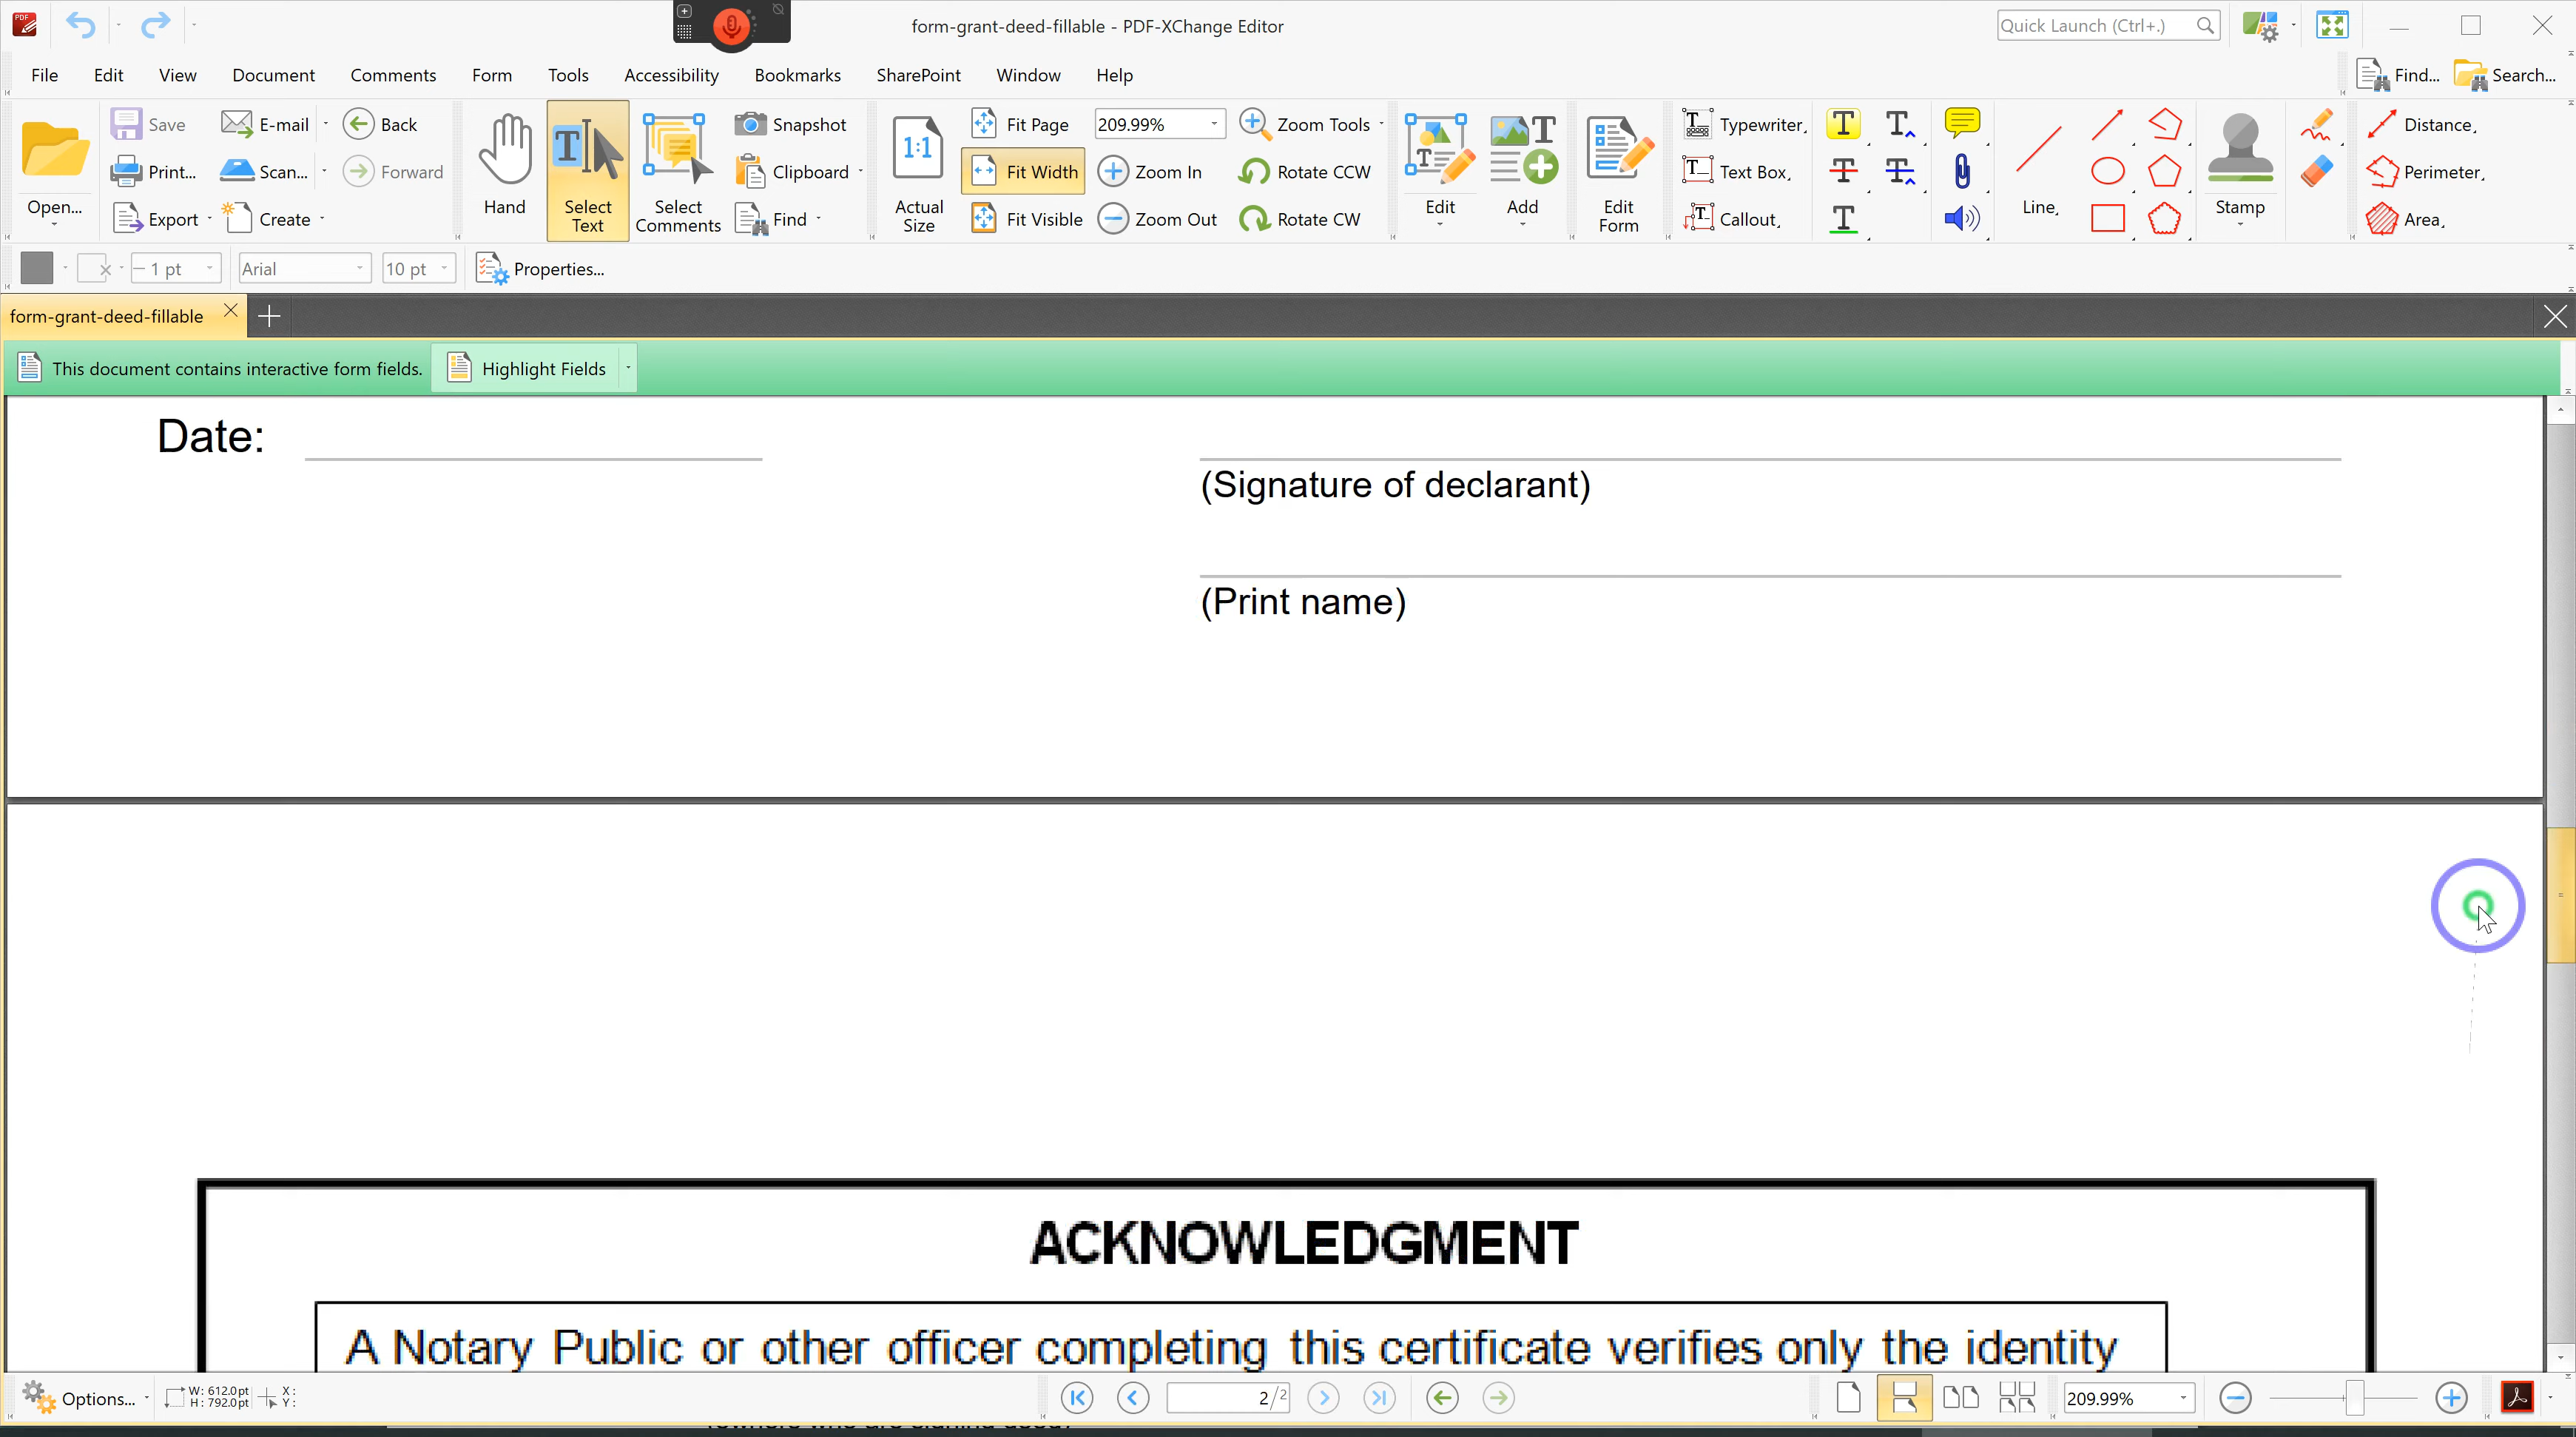 form-grant-deed-fillable - PDF-XChange Editor
Quick Launch (Ctrl+.)
File Edit View Document Comments Form Tools Accessibility Bookmarks SharePoint Window Help
Find... Search...
Open...
Save E-mail Back
Print... Scan... Forward
Export Create
Hand
Select Text
Select Comments
Snapshot
Clipboard
Find
1:1
Actual Size
Fit Page 209.99% Zoom Tools
Fit Width Zoom In Rotate CCW
Fit Visible Zoom Out Rotate CW
Edit
Add
Edit Form
Typewriter
Text Box
Callout
Line
Stamp
Distance
Perimeter
Area
1 pt Arial 10 pt Properties...
form-grant-deed-fillable
This document contains interactive form fields. Highlight Fields
Date:
(Signature of declarant)
(Print name)
ACKNOWLEDGMENT
A Notary Public or other officer completing this certificate verifies only the identity
Options... W: 612.0pt H: 792.0pt X: Y: 2/2 209.99%